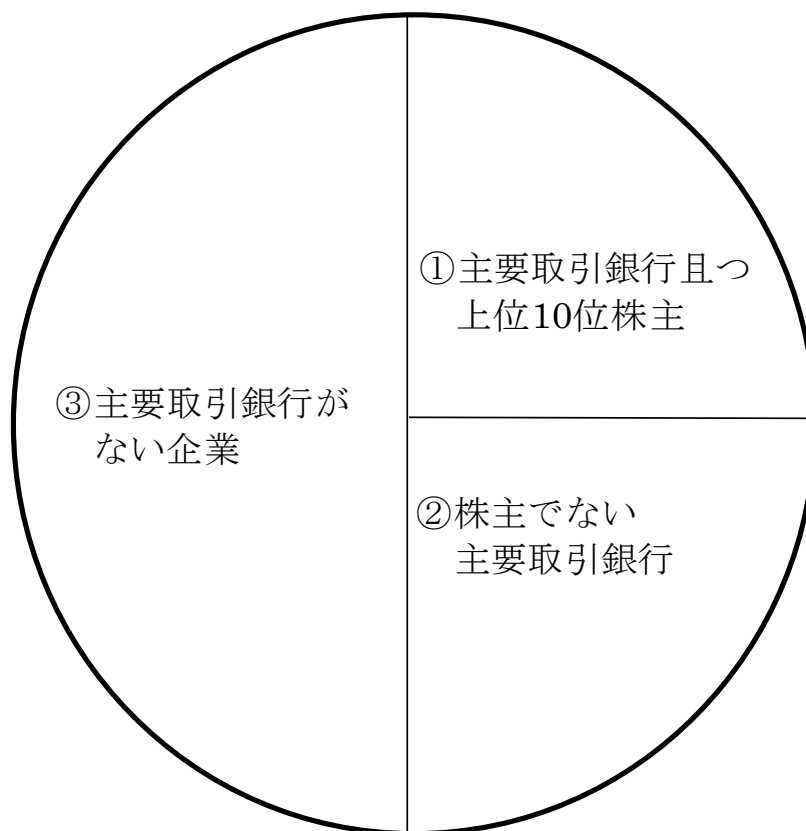 ①主要取引銀行且つ
上位10位株主
③主要取引銀行が
ない企業
②株主でない
主要取引銀行